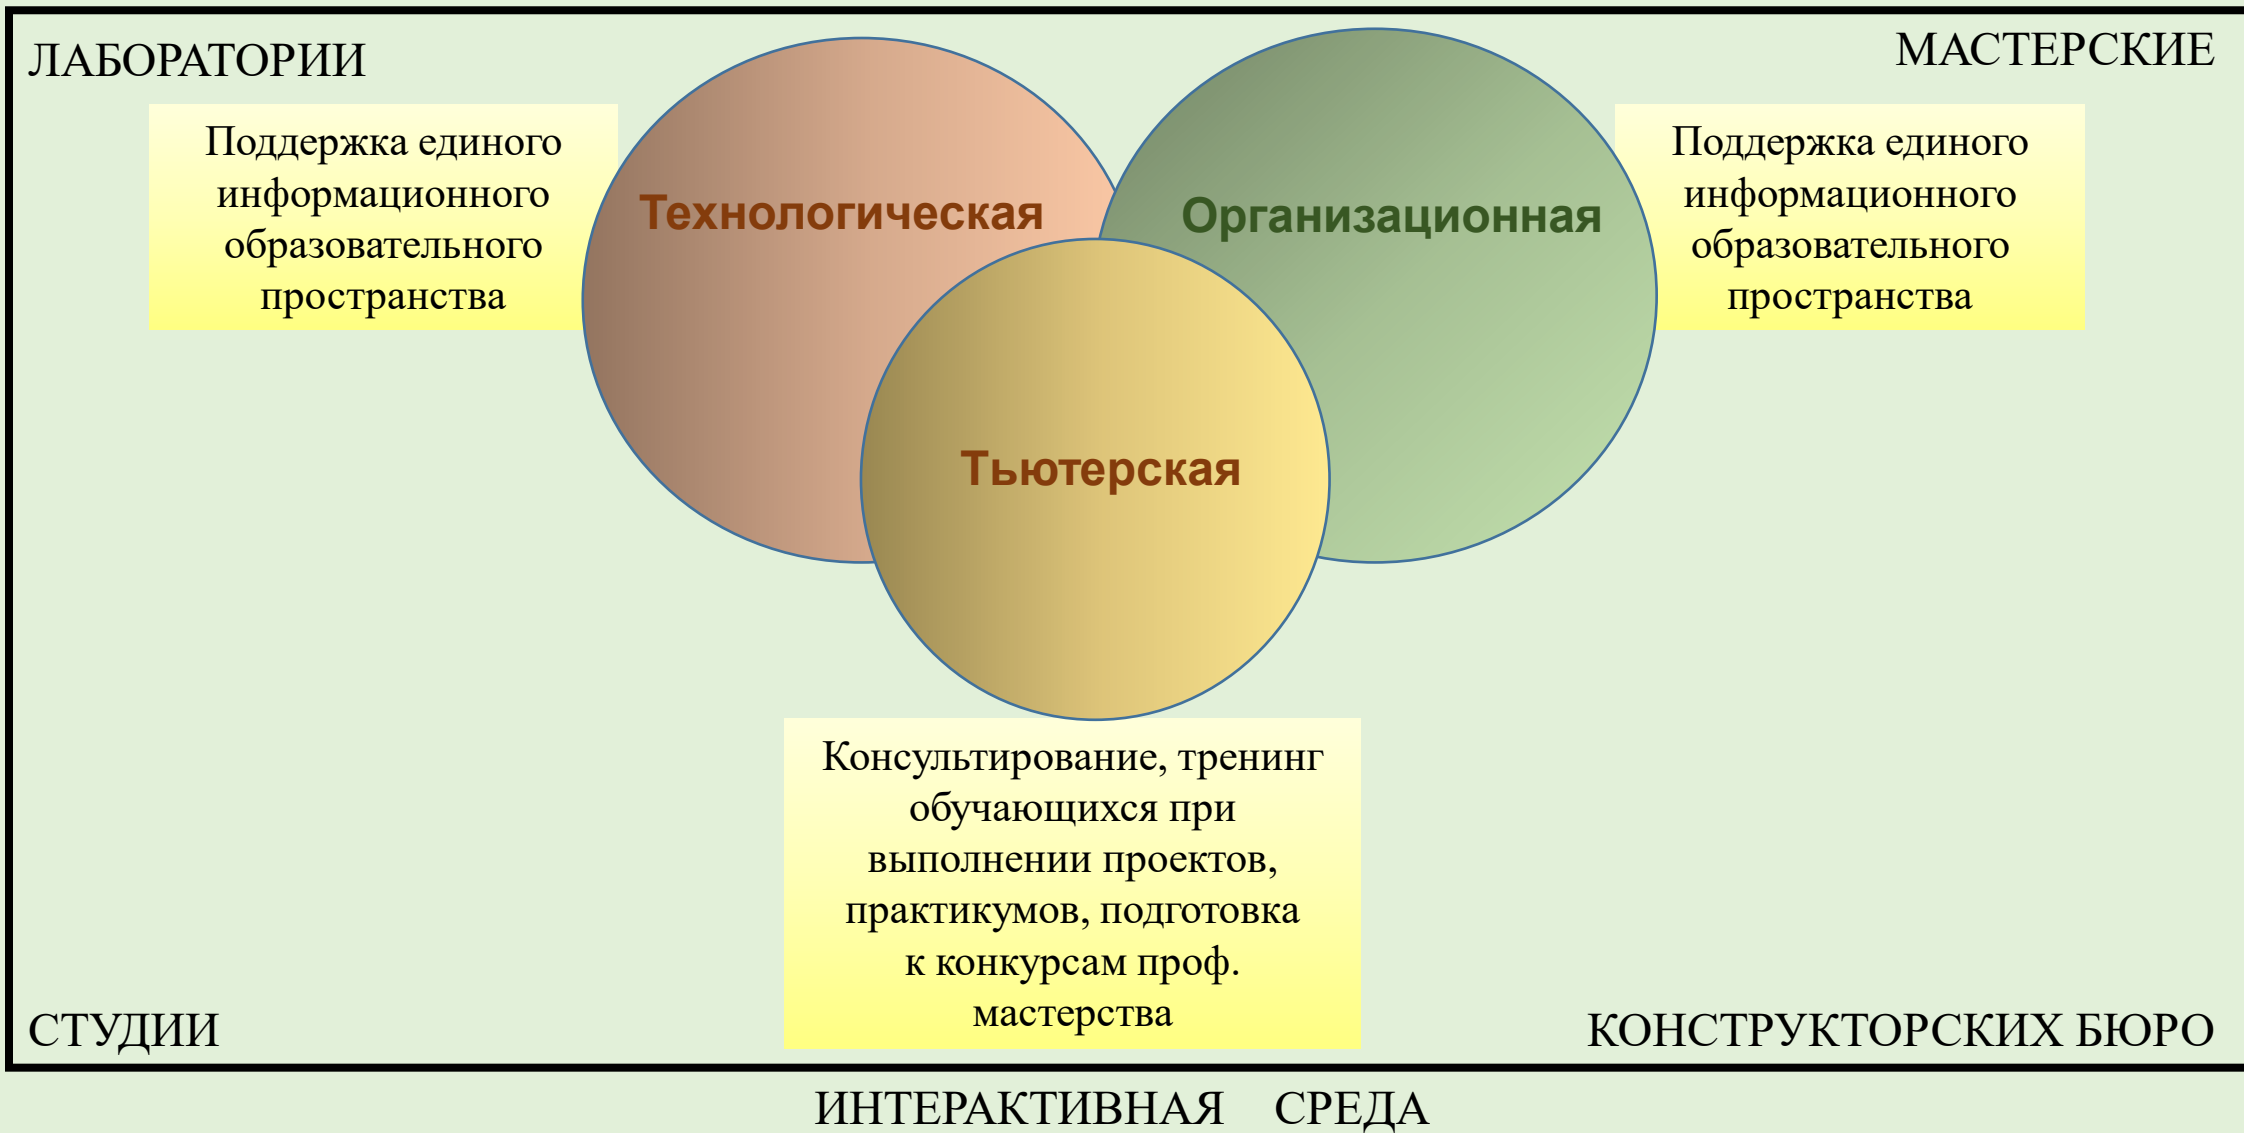 ЛАБОРАТОРИИ
МАСТЕРСКИЕ
Поддержка единого
информационного
образовательного
пространства
Технологическая
Организационная
Поддержка единого
информационного
образовательного
пространства
Тьютерская
Консультирование, тренинг
обучающихся при
выполнении проектов,
практикумов, подготовка
к конкурсам проф.
мастерства
СТУДИИ
КОНСТРУКТОРСКИХ БЮРО
ИНТЕРАКТИВНАЯ СРЕДА